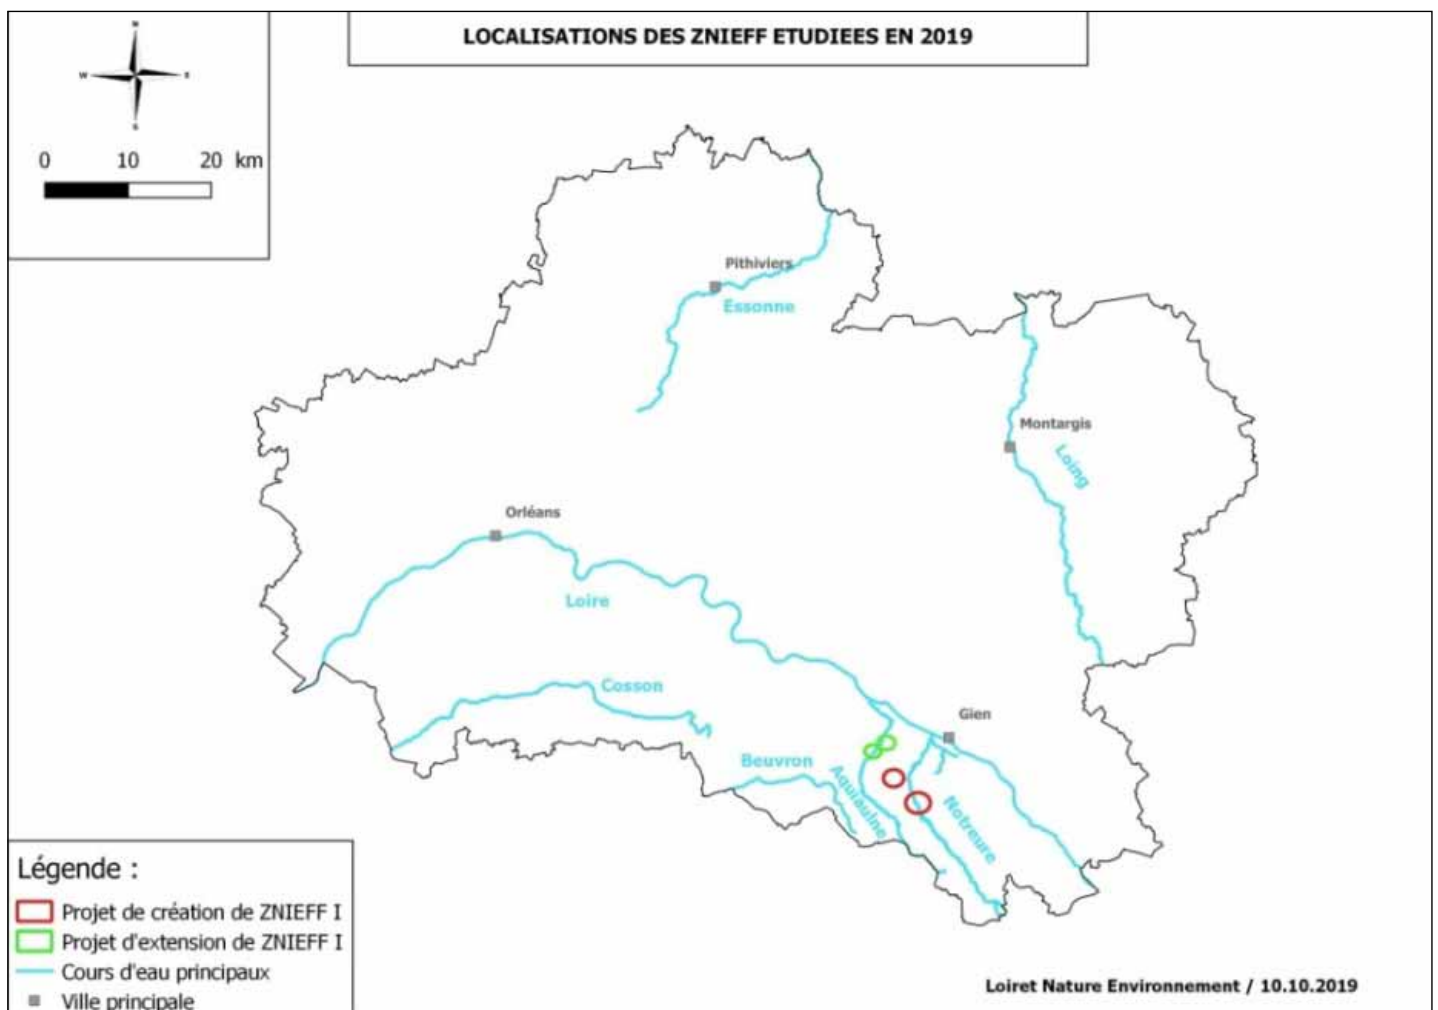 LOCALISATIONS DES ZNIEFF ETUDIEES EN 2019
N
W E
S
0 10 20 km
Pithiviers
Essonne
Montargis
Loing
Orléans
Loire
Cosson
Gien
Beuvron
Aquiaulne
Notreure
Légende :
Projet de création de ZNIEFF I
Projet d'extension de ZNIEFF I
Cours d'eau principaux
Ville principale
Loiret Nature Environnement / 10.10.2019